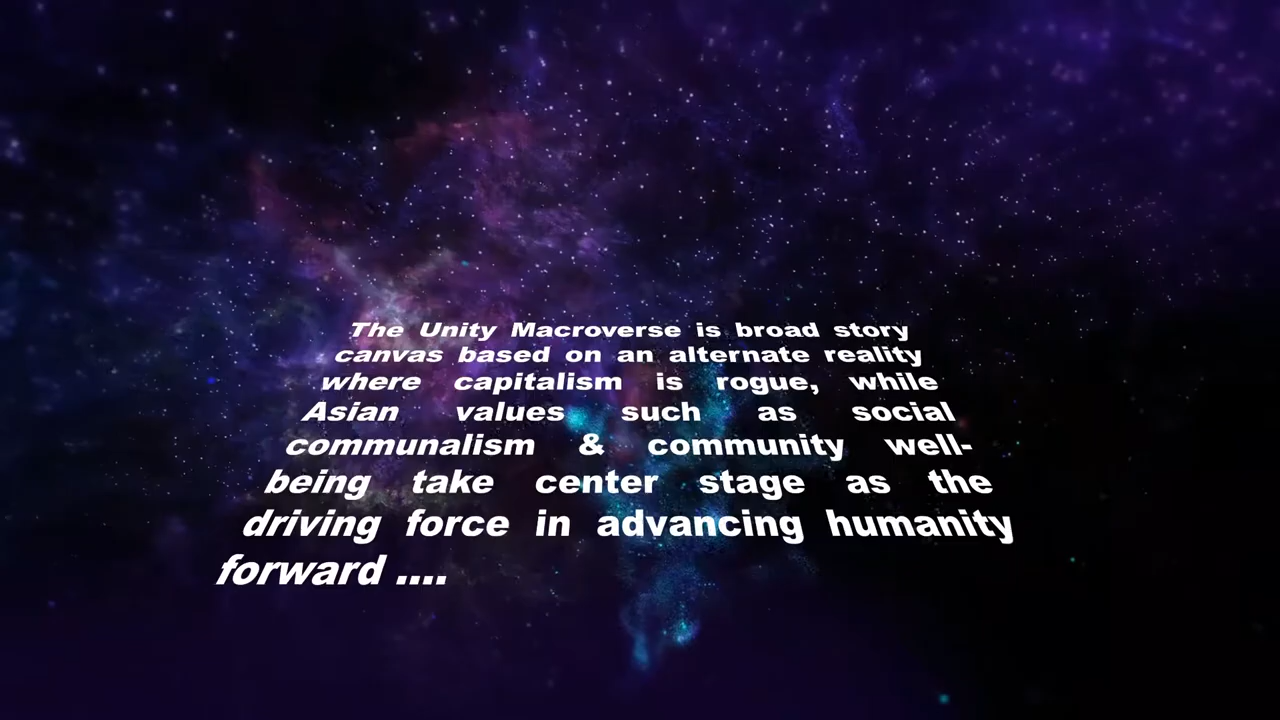 The Unity Macroverse is broad story
canvas based on an alternate reality
where capitalism is rogue, while
Asian values such as social
communalism & community well-
being take center stage as the
driving force in advancing humanity
forward ....